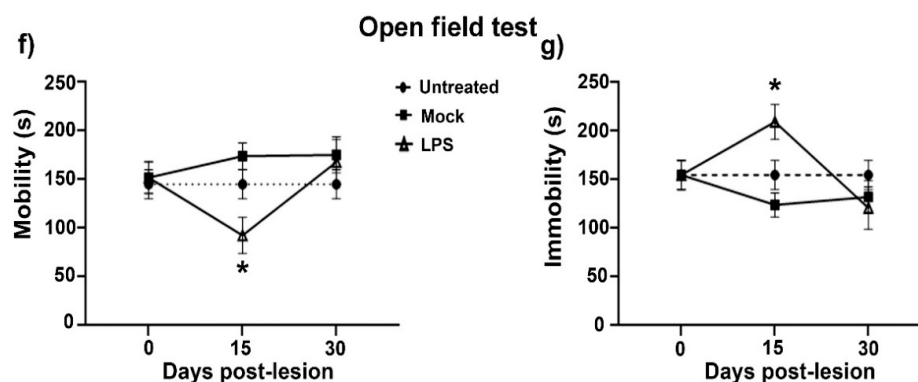 Open field test
f)
250
200
150
100
50
0
Mobility (s)
0 15 30
Days post-lesion
Untreated
Mock
LPS
*
g)
250
200
150
100
50
0
Immobility (s)
*
0 15 30
Days post-lesion